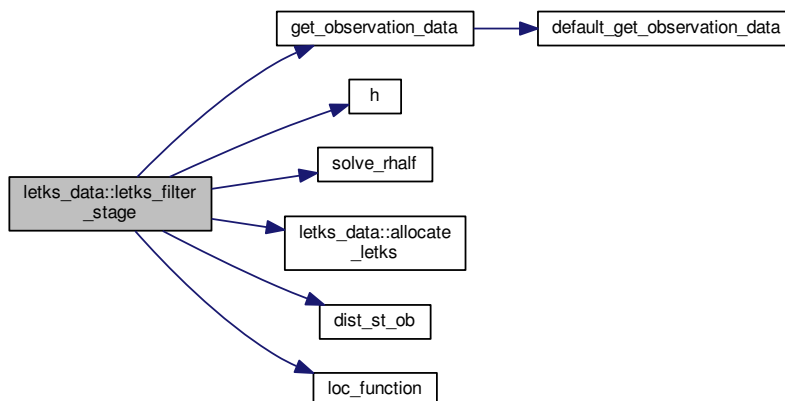 get_observation_data
default_get_observation_data
h
solve_rhalf
letks_data::letks_filter
_stage
letks_data::allocate
_letks
dist_st_ob
loc_function